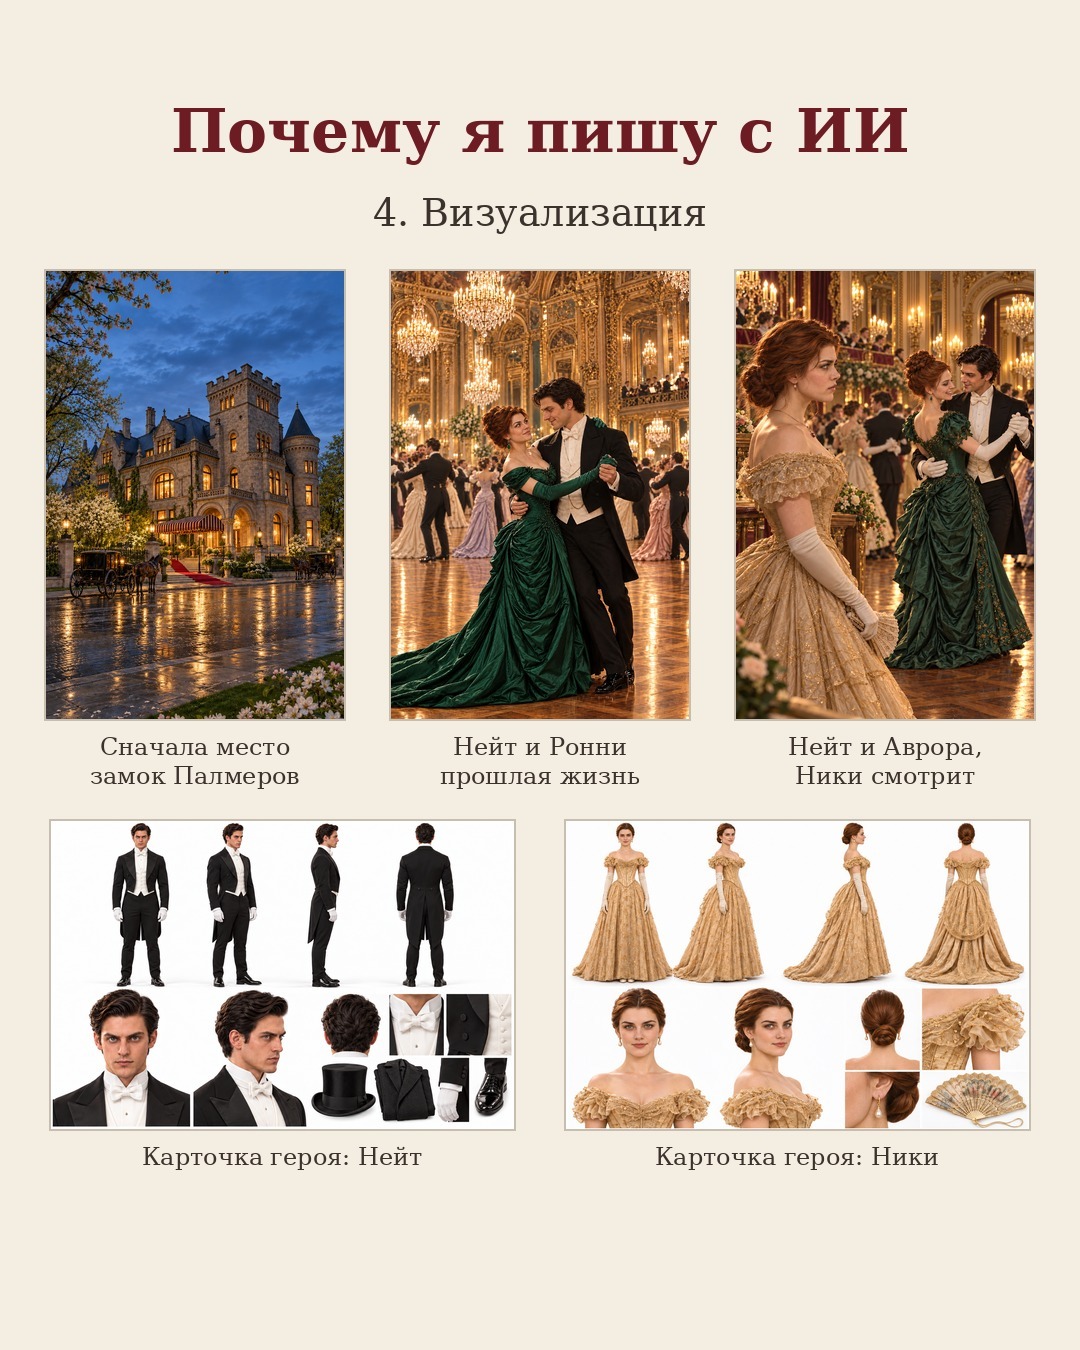 Почему я пишу с ИИ
4. Визуализация
Сначала место
замок Палмеров
Нейт и Ронни
прошлая жизнь
Нейт и Аврора,
Ники смотрит
Карточка героя: Нейт
Карточка героя: Ники